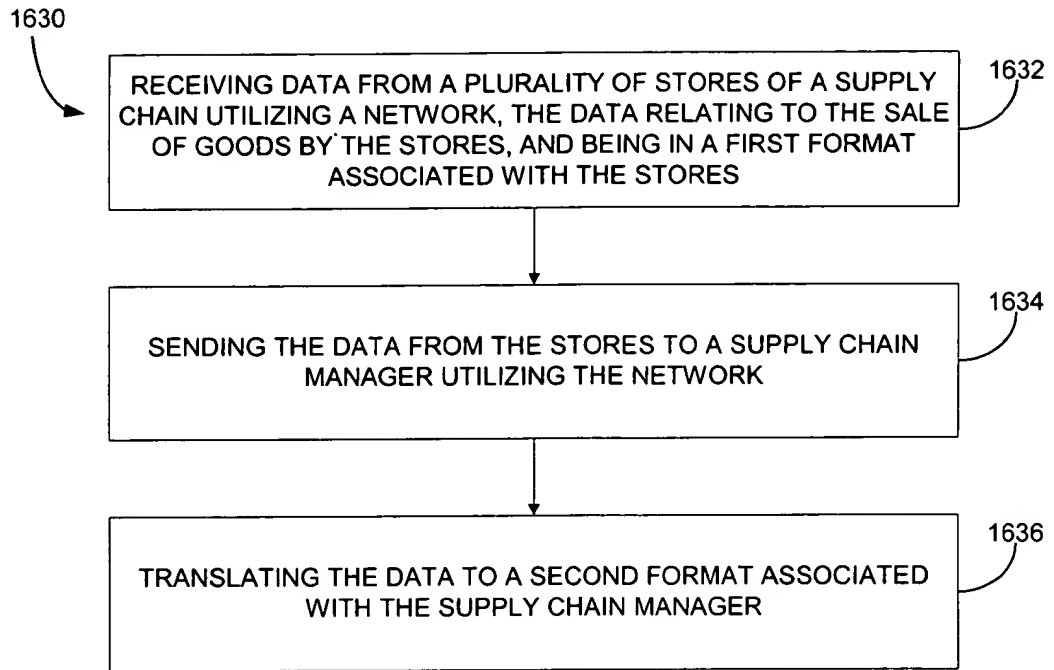 1630
RECEIVING DATA FROM A PLURALITY OF STORES OF A SUPPLY
CHAIN UTILIZING A NETWORK, THE DATA RELATING TO THE SALE
OF GOODS BY THE STORES, AND BEING IN A FIRST FORMAT
ASSOCIATED WITH THE STORES
1632
SENDING THE DATA FROM THE STORES TO A SUPPLY CHAIN
MANAGER UTILIZING THE NETWORK
1634
TRANSLATING THE DATA TO A SECOND FORMAT ASSOCIATED
WITH THE SUPPLY CHAIN MANAGER
1636